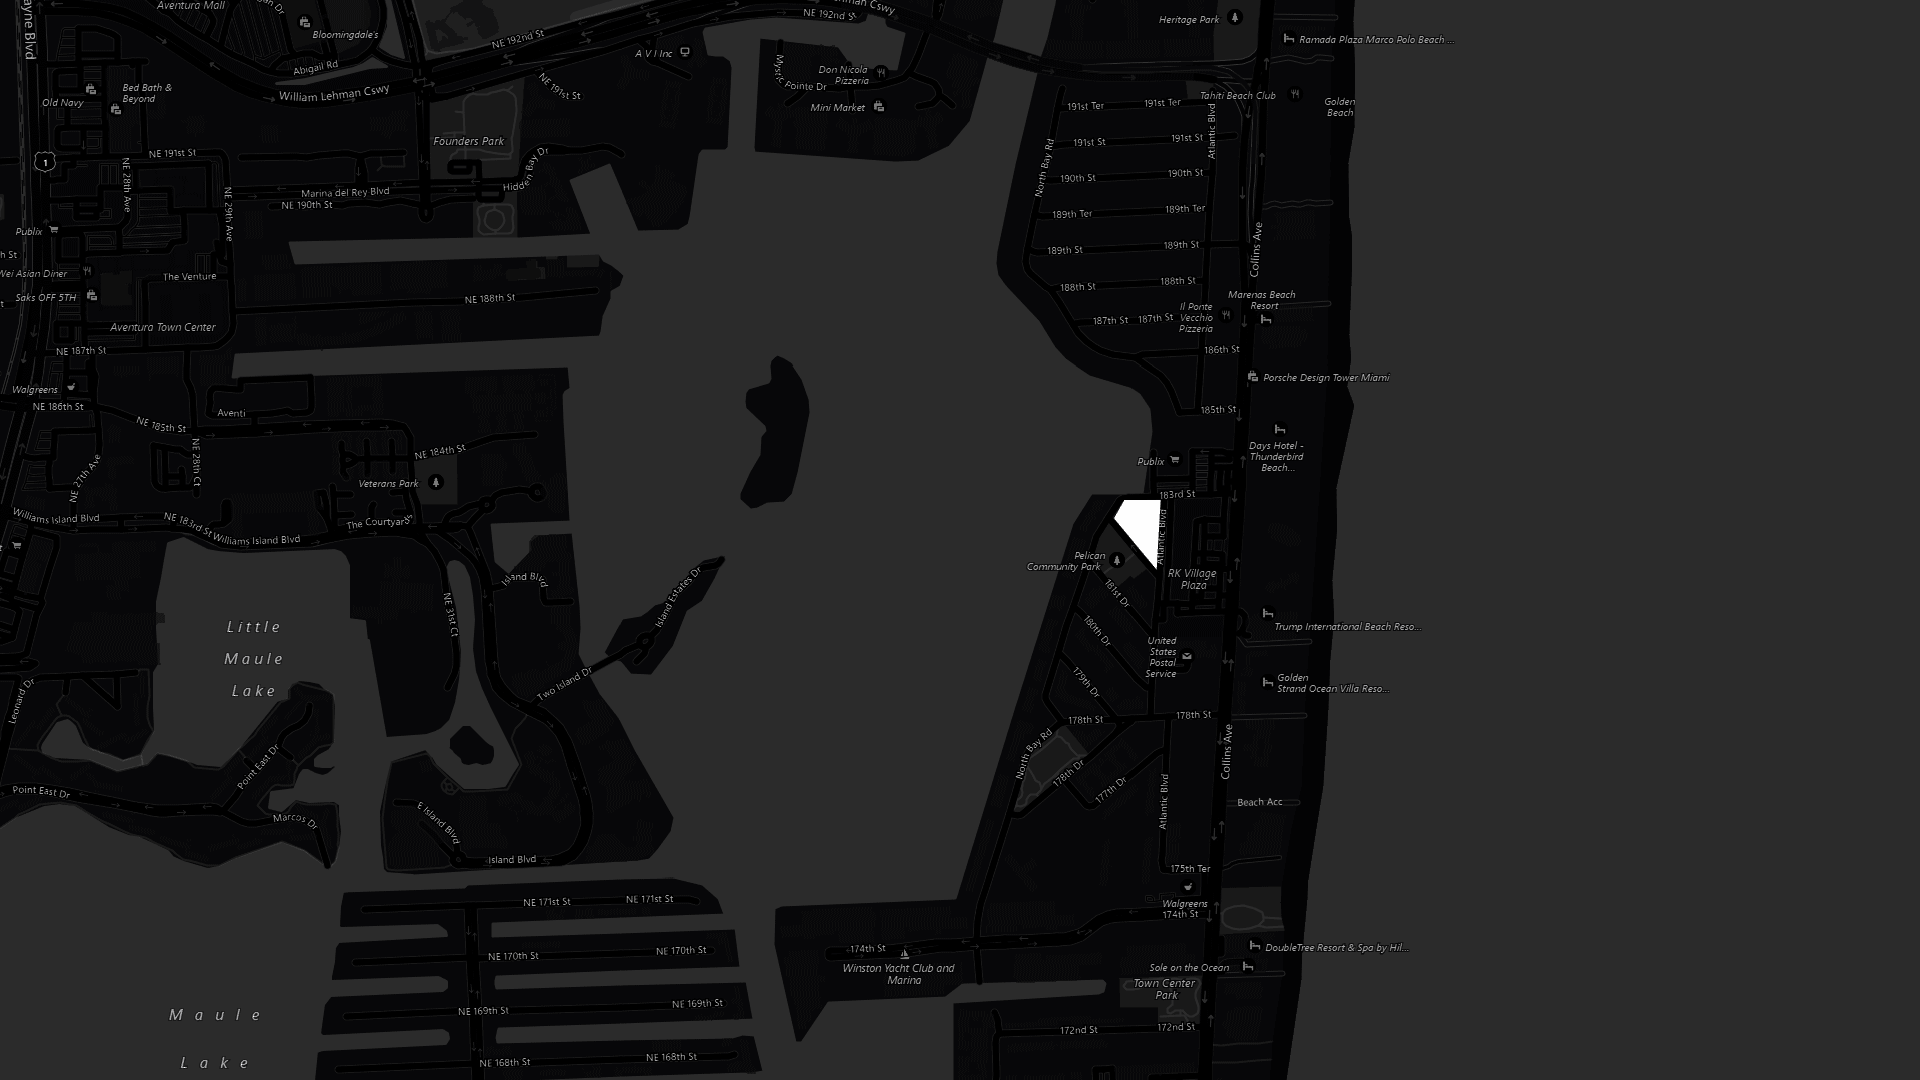 Aventura Mall
Bloomingdale's
Abigail Rd
William Lehman Cswy
NE 192nd St
NE 192nd S
hman Cswy
A V I Inc
NE 191st St
Mystic Pointe Dr
Don Nicola
Pizzeria
Mini Market
Heritage Park
Ramada Plaza Marco Polo Beach ...
Tahiti Beach Club
Golden
Beach
ayne Blvd
Old Navy
Bed Bath &
Beyond
1
NE 191st St
NE 28th Ave
NE 29th Ave
Founders Park
Hidden Bay Dr
Marina del Rey Blvd
NE 190th St
Publix
h St
Wei Asian Diner
Saks OFF 5TH
The Venture
NE 188th St
Aventura Town Center
NE 187th St
Walgreens
NE 186th St
Aventi
NE 185th St
NE 28th Ct
NE 27th Ave
NE 184th St
Veterans Park
The Courtyards
Williams Island Blvd
NE 183rd St
Williams Island Blvd
Island Blvd
NE 31st Ct
Island Estates Dr
Two Island Dr
Little
Maule
Lake
Leonard Dr
Point East Dr
Point East Dr
Marcos Dr
E Island Blvd
Island Blvd
NE 171st St
NE 171st St
NE 170th St
NE 170th St
NE 169th St
NE 169th St
NE 168th St
NE 168th St
Maule
Lake
191st Ter
191st Ter
Atlantic Blvd
191st St
191st St
North Bay Rd
190th St
190th St
189th Ter
189th Ter
189th St
189th St
Collins Ave
188th St
188th St
Marenas Beach
Resort
187th St
187th St
Il Ponte
Vecchio
Pizzeria
186th St
Porsche Design Tower Miami
185th St
Days Hotel -
Thunderbird
Beach...
Publix
183rd St
Atlantic Blvd
Pelican
Community Park
RK Village
Plaza
181st Dr
180th Dr
Trump International Beach Reso...
United
States
Postal
Service
Golden
Strand Ocean Villa Reso...
179th Dr
178th St
178th St
North Bay Rd
178th Dr
177th Dr
Collins Ave
Atlantic Blvd
Beach Acc
175th Ter
Walgreens
174th St
174th St
Winston Yacht Club and
Marina
DoubleTree Resort & Spa by Hil...
Sole on the Ocean
Town Center
Park
172nd St
172nd St